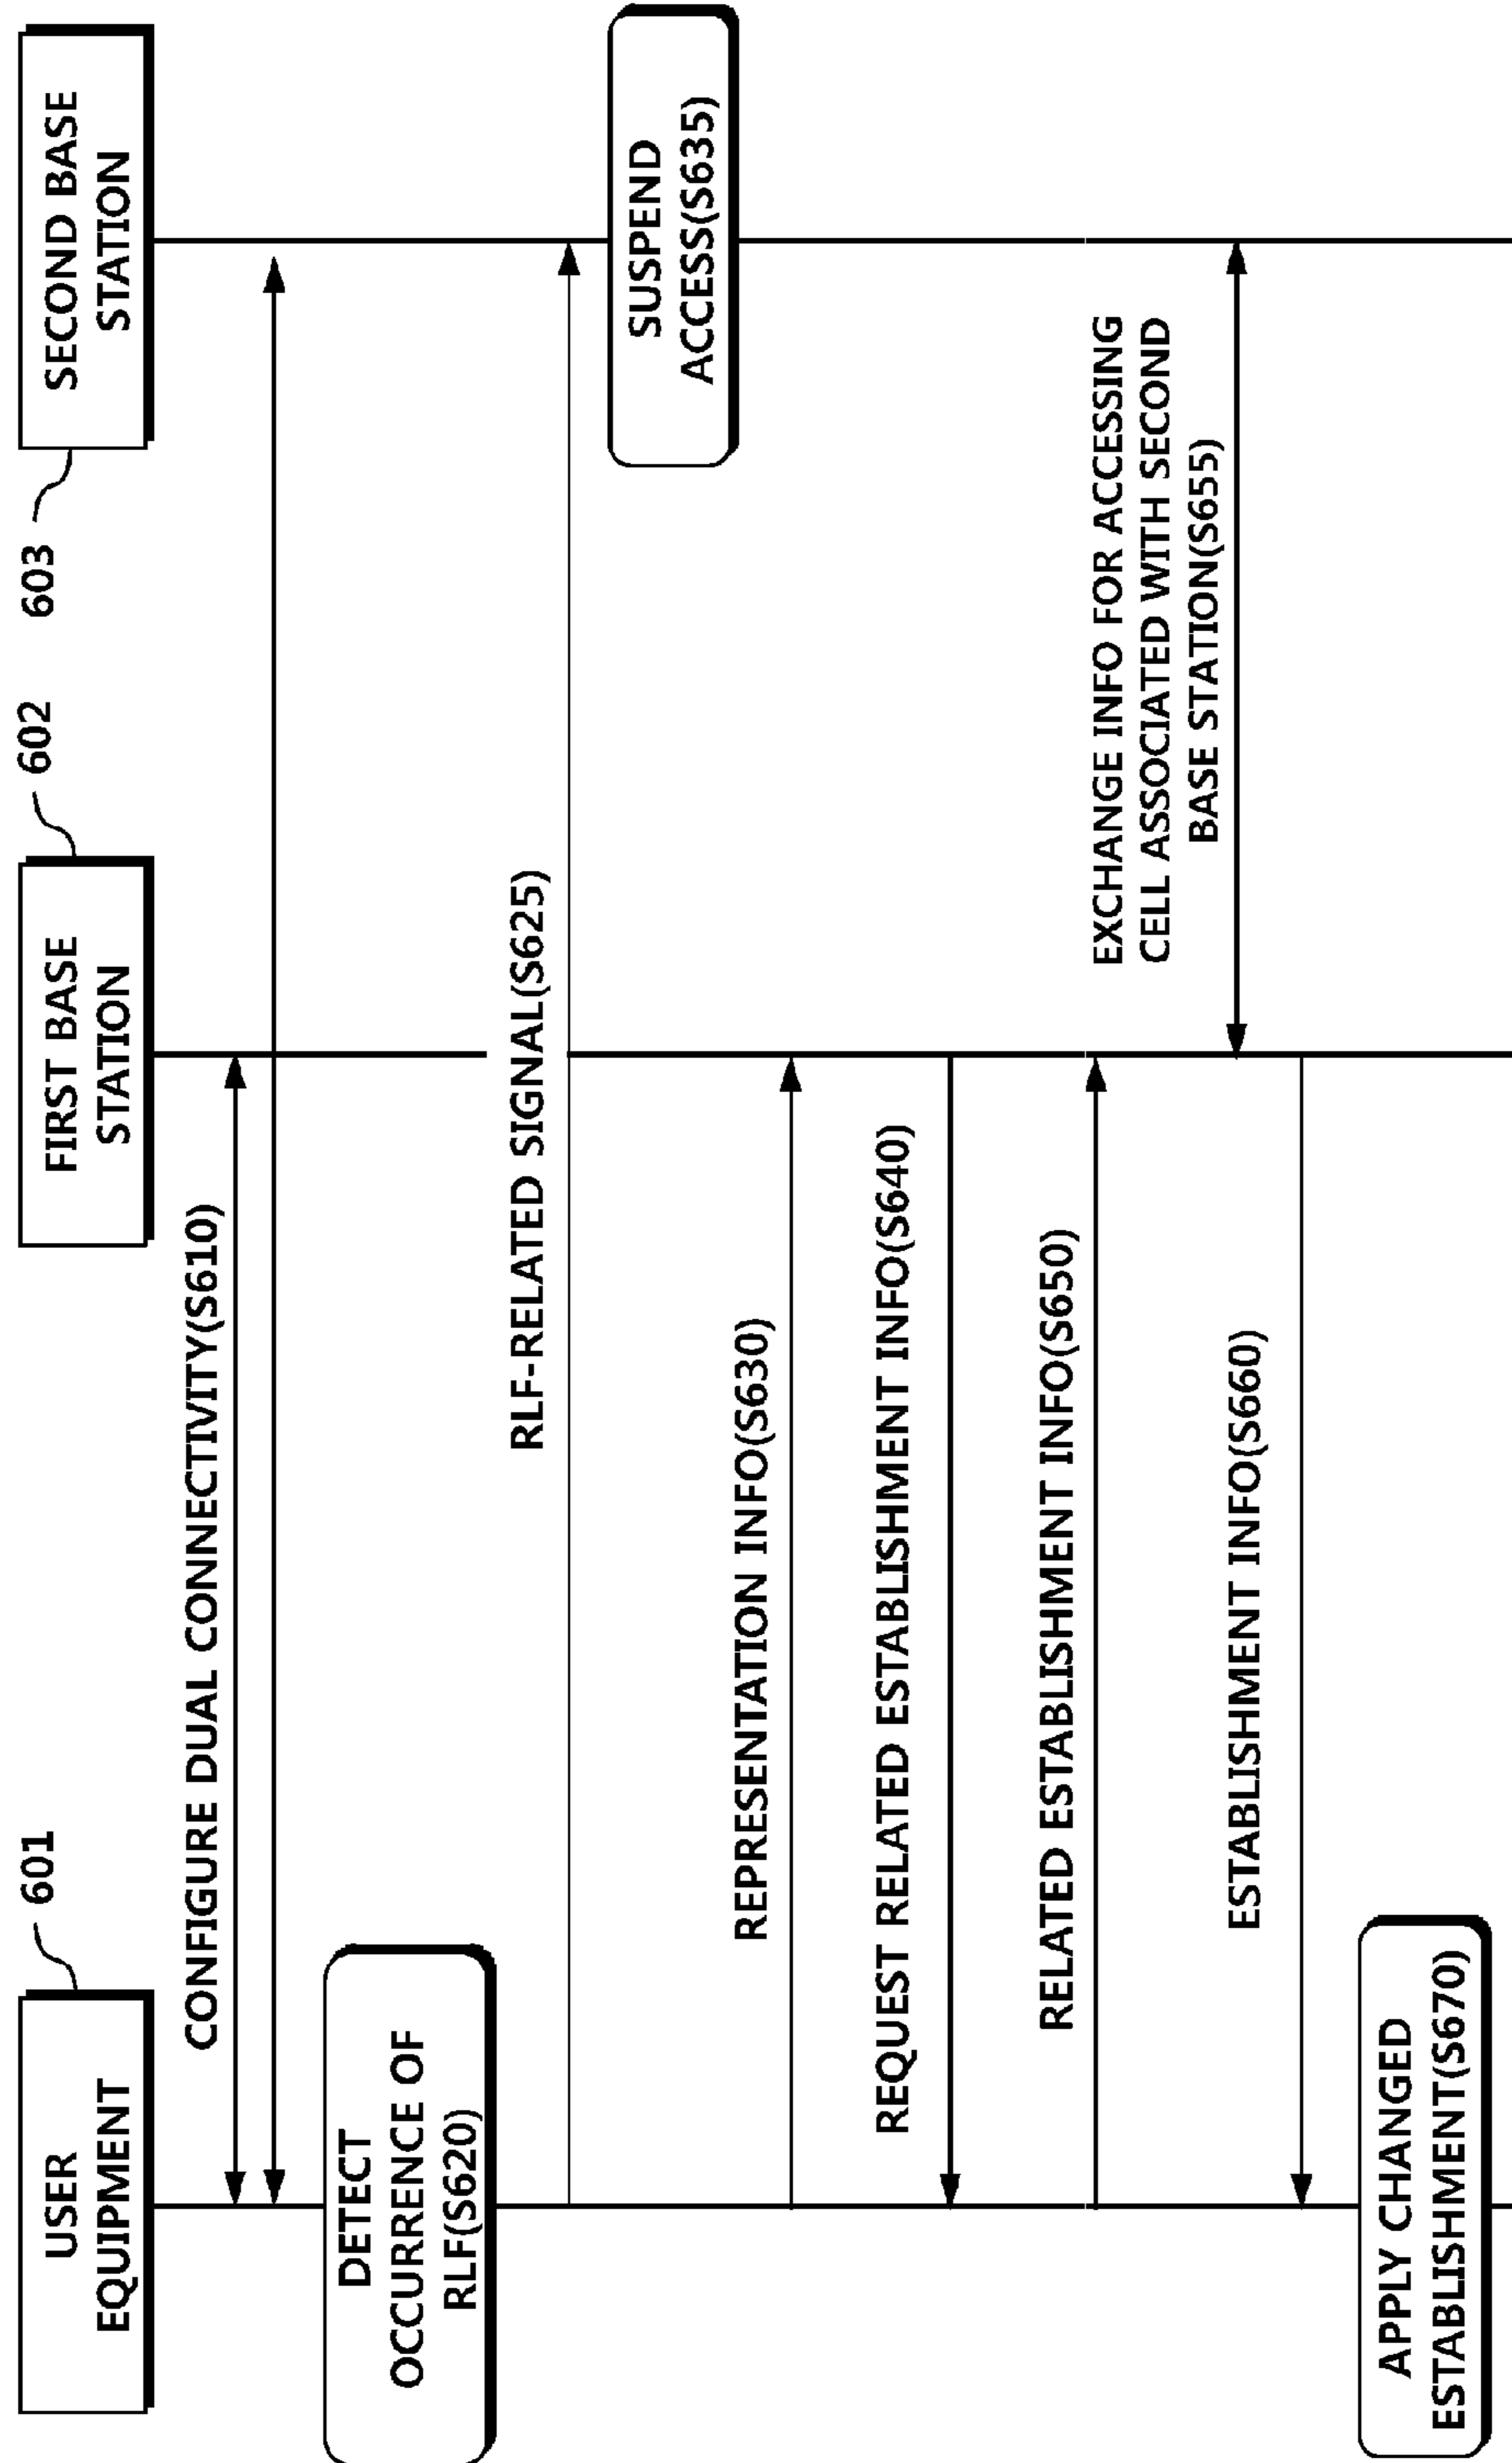 USER
EQUIPMENT
601
FIRST BASE
STATION
602
SECOND BASE
STATION
603
CONFIGURE DUAL CONNECTIVITY(S610)
DETECT
OCCURRENCE OF
RLF(S620)
RLF-RELATED SIGNAL(S625)
SUSPEND
ACCESS(S635)
REPRESENTATION INFO(S630)
REQUEST RELATED ESTABLISHMENT INFO(S640)
RELATED ESTABLISHMENT INFO(S650)
EXCHANGE INFO FOR ACCESSING
CELL ASSOCIATED WITH SECOND
BASE STATION(S655)
ESTABLISHMENT INFO(S660)
APPLY CHANGED
ESTABLISHMENT(S670)